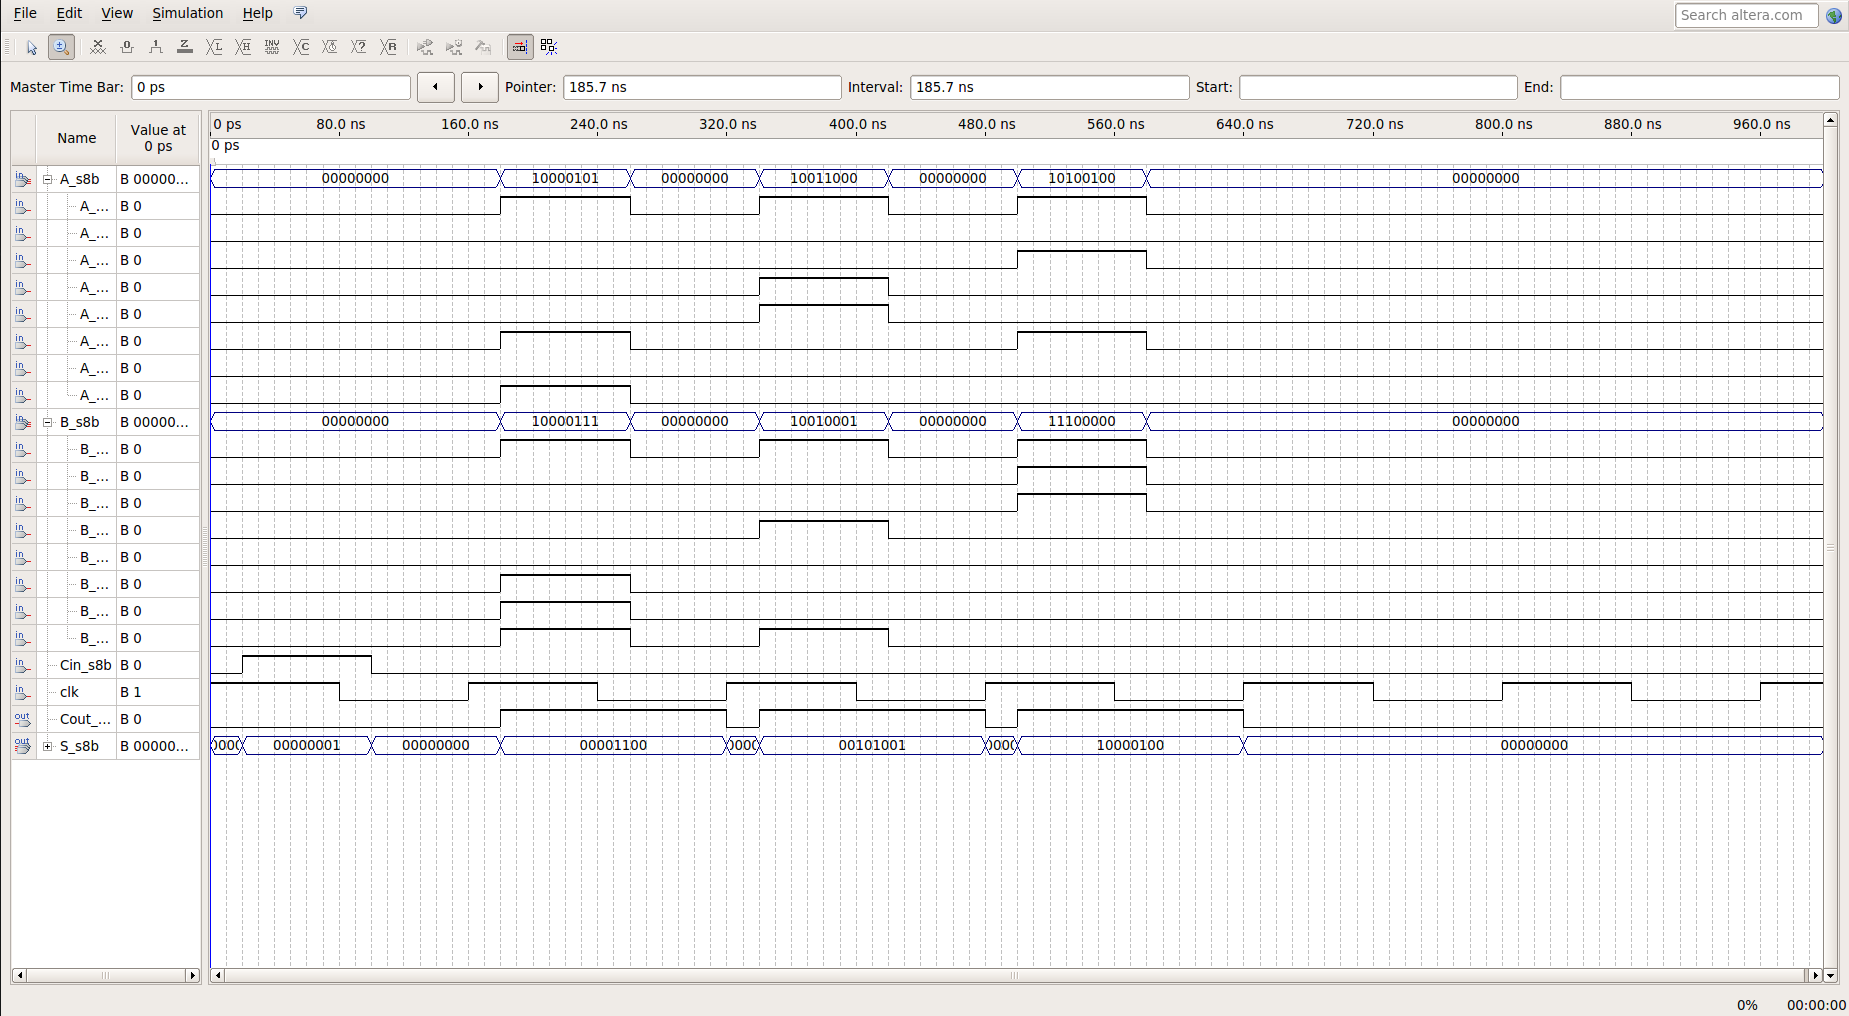 File Edit View Simulation Help
Search altera.com
Master Time Bar: 0 ps Pointer: 185.7 ns Interval: 185.7 ns Start: End:
Name Value at 0 ps
0 ps 80.0 ns 160.0 ns 240.0 ns 320.0 ns 400.0 ns 480.0 ns 560.0 ns 640.0 ns 720.0 ns 800.0 ns 880.0 ns 960.0 ns
0 ps
A_s8b B 00000... 00000000 10000101 00000000 10011000 00000000 10100100 00000000
A_... B 0
A_... B 0
A_... B 0
A_... B 0
A_... B 0
A_... B 0
A_... B 0
A_... B 0
B_s8b B 00000... 00000000 10000111 00000000 10010001 00000000 11100000 00000000
B_... B 0
B_... B 0
B_... B 0
B_... B 0
B_... B 0
B_... B 0
B_... B 0
B_... B 0
Cin_s8b B 0
clk B 1
Cout_... B 0
S_s8b B 00000... 00000001 00000000 00001100 00101001 10000100 00000000
0% 00:00:00